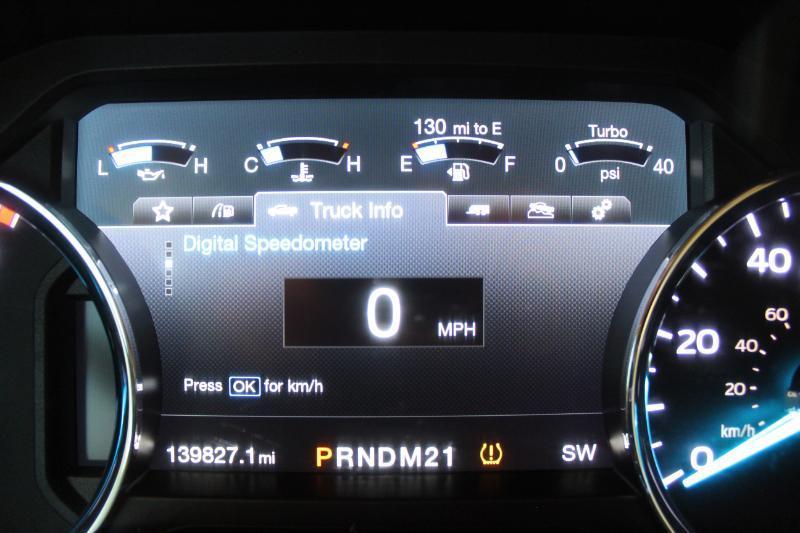 130 mi to E
Turbo
L H C H E F 0 40
psi
Truck Info
Digital Speedometer
0 MPH
Press OK for km/h
139827.1 mi PRNDM21 SW
40
60
20 40
20
km/h
0